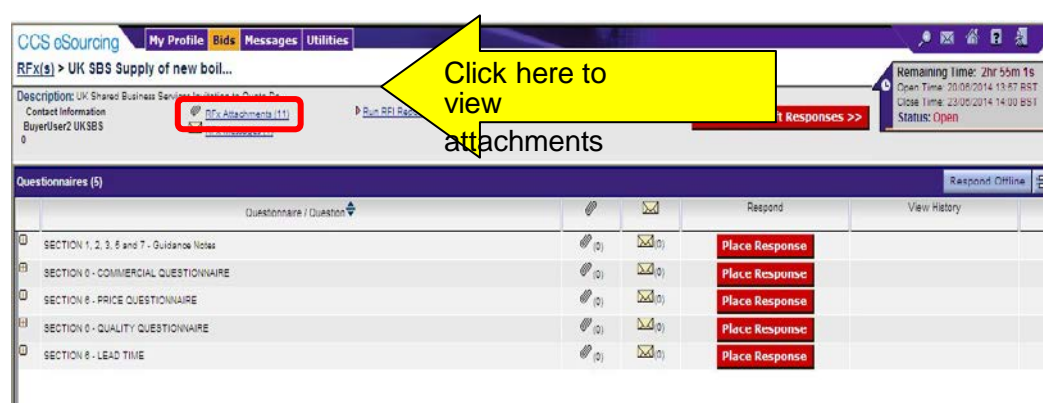 CCS eSourcing My Profile Bids Messages Utilities
RFx(s) > UK SBS Supply of new boil...
Remaining Time: 2hr 55m 1s
Description: UK Shared Business Services Invitation to Quote
Open Time: 20/06/2014 13:57 BST
Contact Information RFx Attachments (11) Run RFI
Close Time: 23/06/2014 14:00 BST
BuyerUser2 UKSBS
Responses >> Status: Open
0
Click here to
view
attachments
Questionnaires (5) Respond Offline
Questionnaire / Question Respond View History
SECTION 1, 2, 3, 5 and 7 - Guidance Notes (0) (0) Place Response
SECTION 6 - COMMERCIAL QUESTIONNAIRE (0) (0) Place Response
SECTION 6 - PRICE QUESTIONNAIRE (0) (0) Place Response
SECTION 6 - QUALITY QUESTIONNAIRE (0) (0) Place Response
SECTION 6 - LEAD TIME (0) (0) Place Response